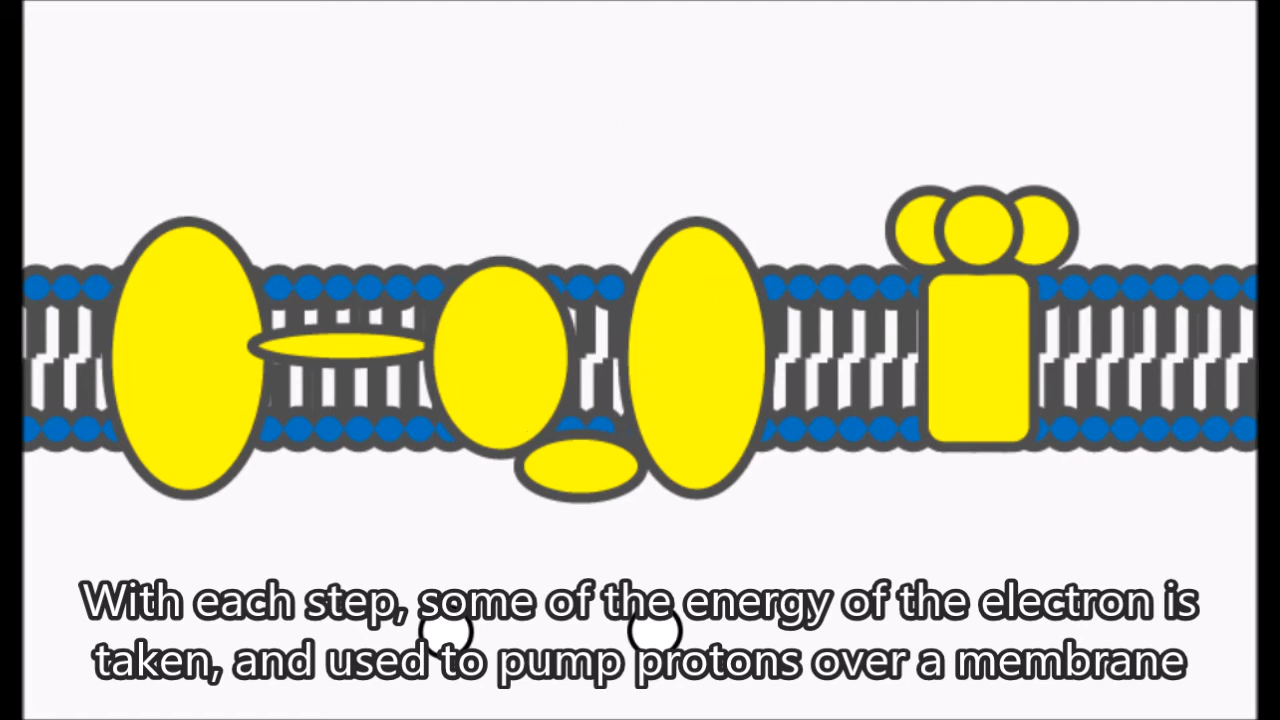 With each step, some of the energy of the electron is
taken, and used to pump protons over a membrane